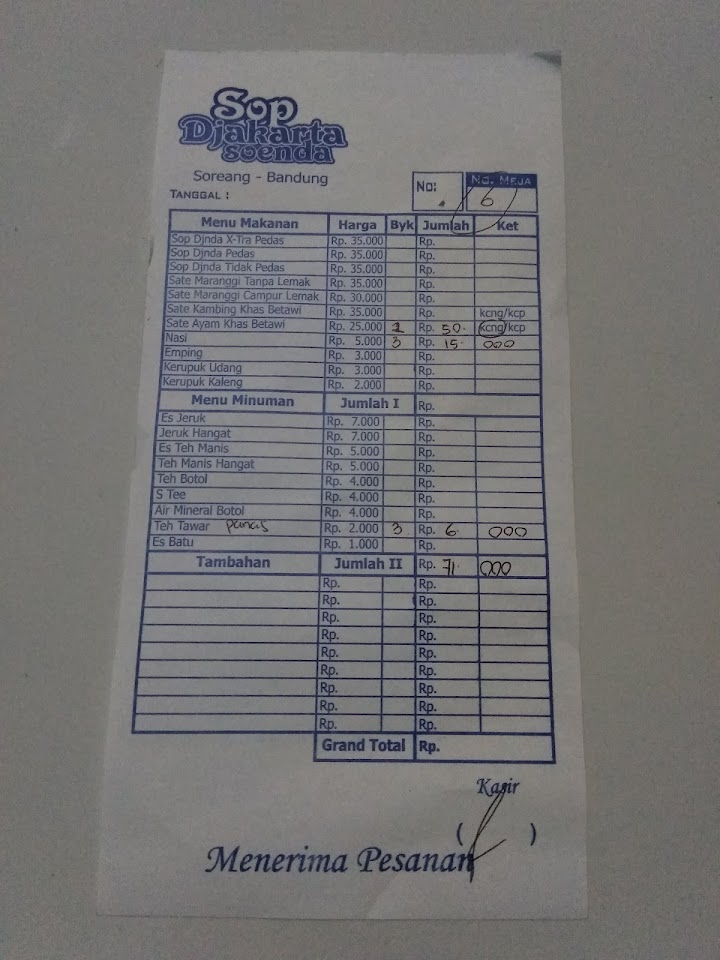 Sop
Djakarta
soenda
Soreang - Bandung
TANGGAL :
NO:
NO. MEJA
6
Menu Makanan Harga Byk Jumlah Ket
Sop Djnda X-Tra Pedas Rp. 35.000 Rp.
Sop Djnda Pedas Rp. 35.000 Rp.
Sop Djnda Tidak Pedas Rp. 35.000 Rp.
Sate Maranggi Tanpa Lemak Rp. 35.000 Rp.
Sate Maranggi Campur Lemak Rp. 30.000 Rp.
Sate Kambing Khas Betawi Rp. 35.000 Rp. kcng/kcp
Sate Ayam Khas Betawi Rp. 25.000 2 Rp. 50. kcng/kcp
Nasi Rp. 5.000 3 Rp. 15. 000
Emping Rp. 3.000 Rp.
Kerupuk Udang Rp. 3.000 Rp.
Kerupuk Kaleng Rp. 2.000 Rp.
Menu Minuman Jumlah I Rp.
Es Jeruk Rp. 7.000 Rp.
Jeruk Hangat Rp. 7.000 Rp.
Es Teh Manis Rp. 5.000 Rp.
Teh Manis Hangat Rp. 5.000 Rp.
Teh Botol Rp. 4.000 Rp.
S Tee Rp. 4.000 Rp.
Air Mineral Botol Rp. 4.000 Rp.
Teh Tawar panas Rp. 2.000 3. Rp. 6. 000
Es Batu Rp. 1.000 Rp.
Tambahan Jumlah II Rp. 71. 000
Rp. Rp.
Rp. Rp.
Rp. Rp.
Rp. Rp.
Rp. Rp.
Rp. Rp.
Rp. Rp.
Rp. Rp.
Rp. Rp.
Grand Total Rp.
Kasir
( )
Menerima Pesanan